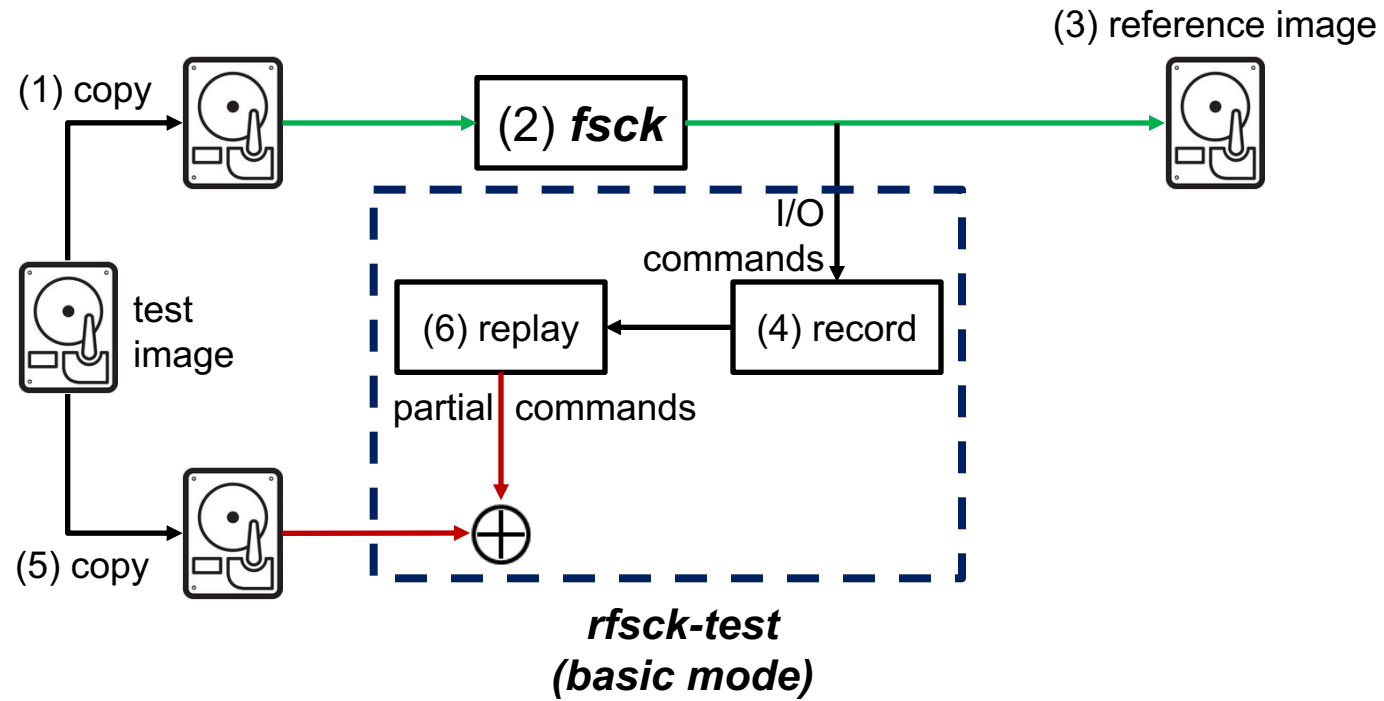 (3) reference image
(1) copy
(2) fsck
I/O
commands
test
image
(6) replay
(4) record
partial commands
(5) copy
rfsck-test
(basic mode)